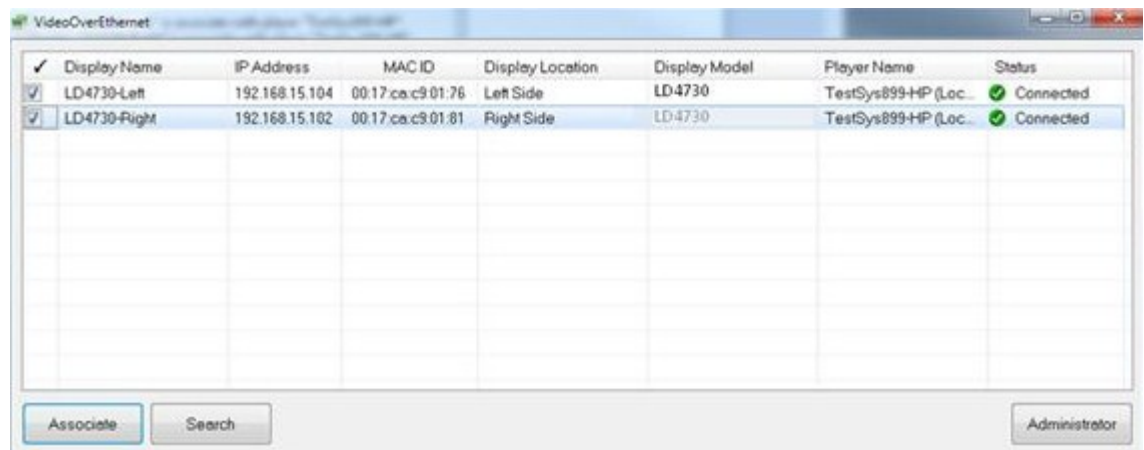 VideoOverEthernet
✓ Display Name IP Address MAC ID Display Location Display Model Player Name Status
LD4730-Left 192.168.15.104 00:17:ca:c9:01:76 Left Side LD4730 TestSys899-HP (Loc... Connected
LD4730-Right 192.168.15.102 00:17:ca:c9:01:81 Right Side LD4730 TestSys899-HP (Loc... Connected
Associate Search Administrator